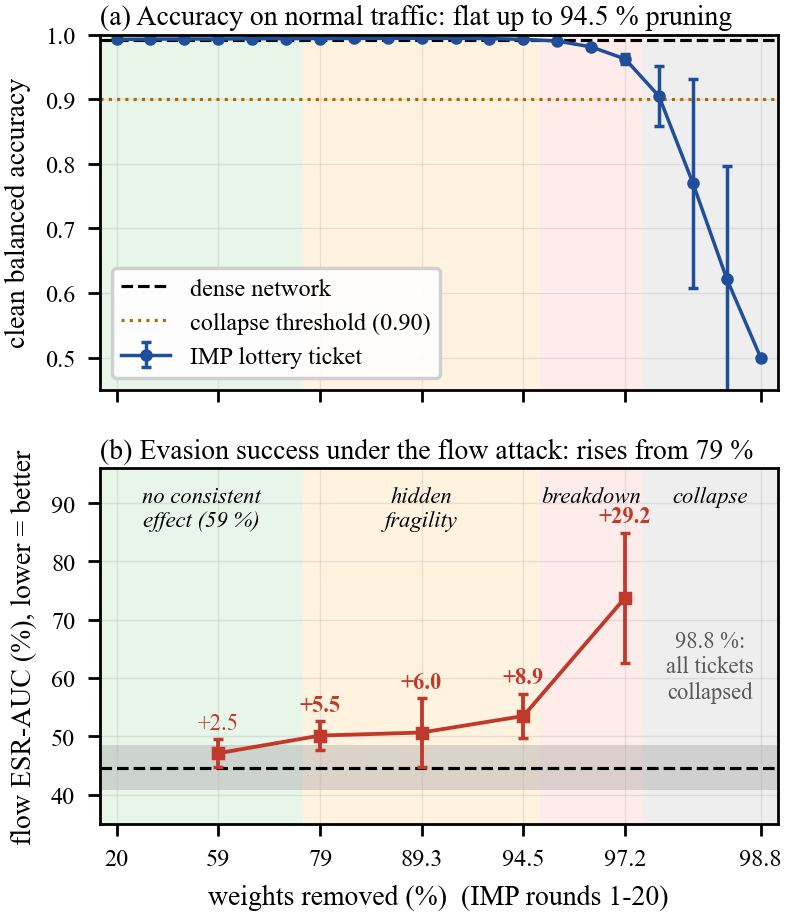 (a) Accuracy on normal traffic: flat up to 94.5 % pruning
1.0
0.9
0.8
0.7
0.6
0.5
clean balanced accuracy
dense network
collapse threshold (0.90)
IMP lottery ticket
(b) Evasion success under the flow attack: rises from 79 %
90
80
70
60
50
40
flow ESR-AUC (%), lower = better
no consistent
effect (59 %)
hidden
fragility
breakdown
collapse
+2.5
+5.5
+6.0
+8.9
+29.2
98.8 %:
all tickets
collapsed
20
59
79
89.3
94.5
97.2
98.8
weights removed (%) (IMP rounds 1-20)